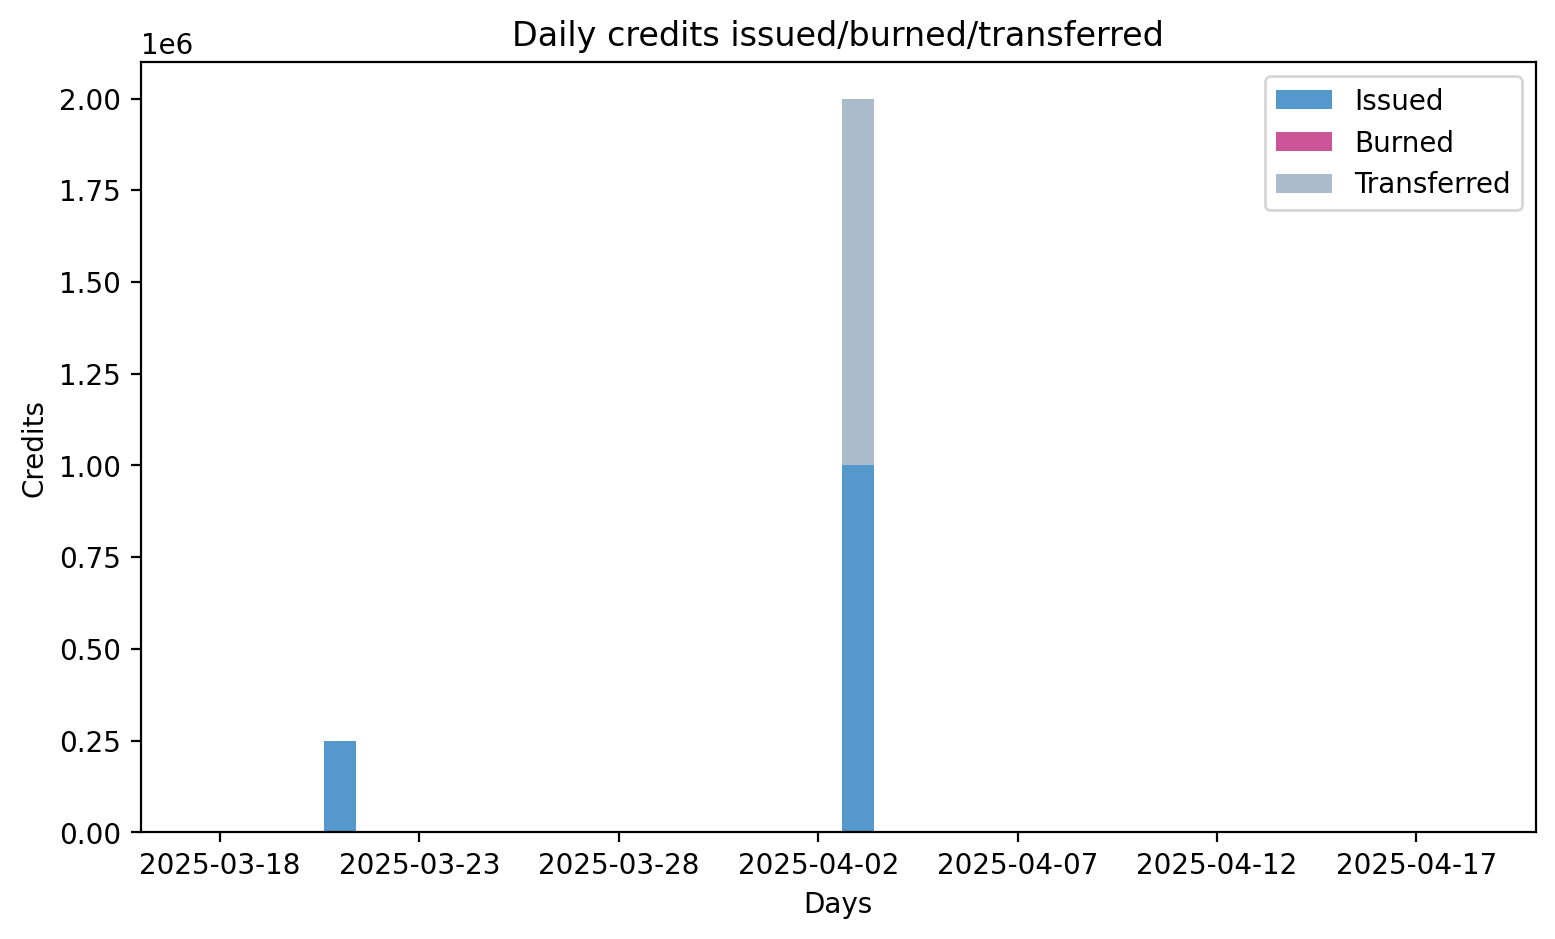 Daily credits issued/burned/transferred
1e6
2.00
1.75
1.50
1.25
1.00
0.75
0.50
0.25
0.00
Credits
Issued
Burned
Transferred
2025-03-18 2025-03-23 2025-03-28 2025-04-02 2025-04-07 2025-04-12 2025-04-17
Days